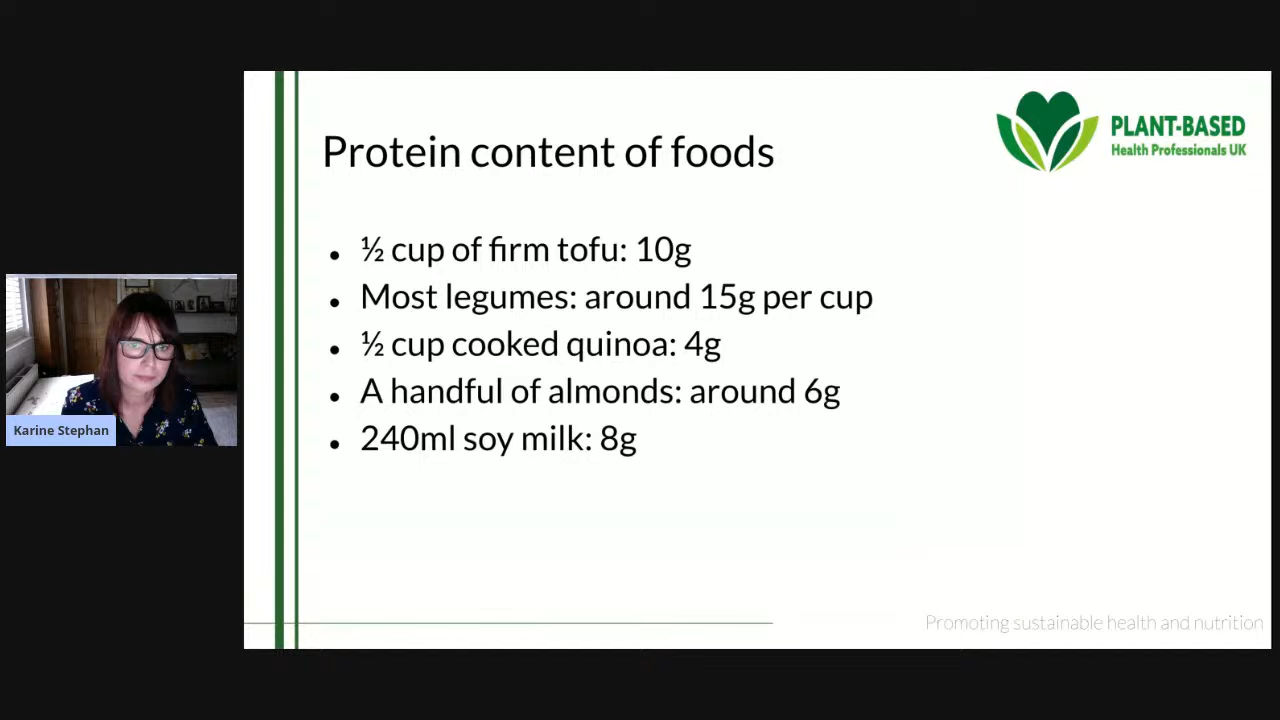 PLANT-BASED
Health Professionals UK
Protein content of foods
• ½ cup of firm tofu: 10g
• Most legumes: around 15g per cup
• ½ cup cooked quinoa: 4g
• A handful of almonds: around 6g
• 240ml soy milk: 8g
Karine Stephan
Promoting sustainable health and nutrition